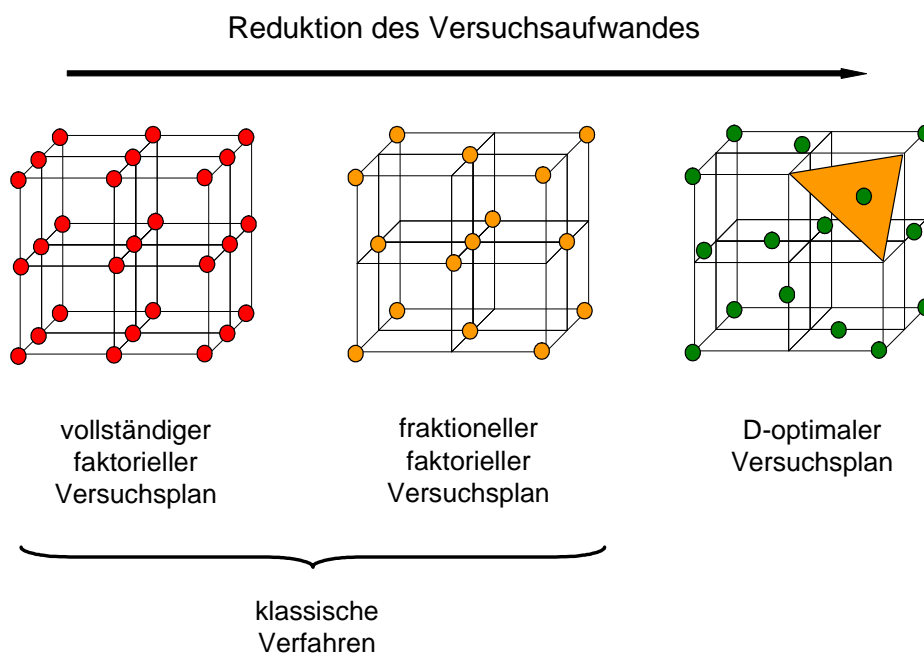 Reduktion des Versuchsaufwandes
vollständiger
faktorieller
Versuchsplan
fraktioneller
faktorieller
Versuchsplan
D-optimaler
Versuchsplan
klassische
Verfahren